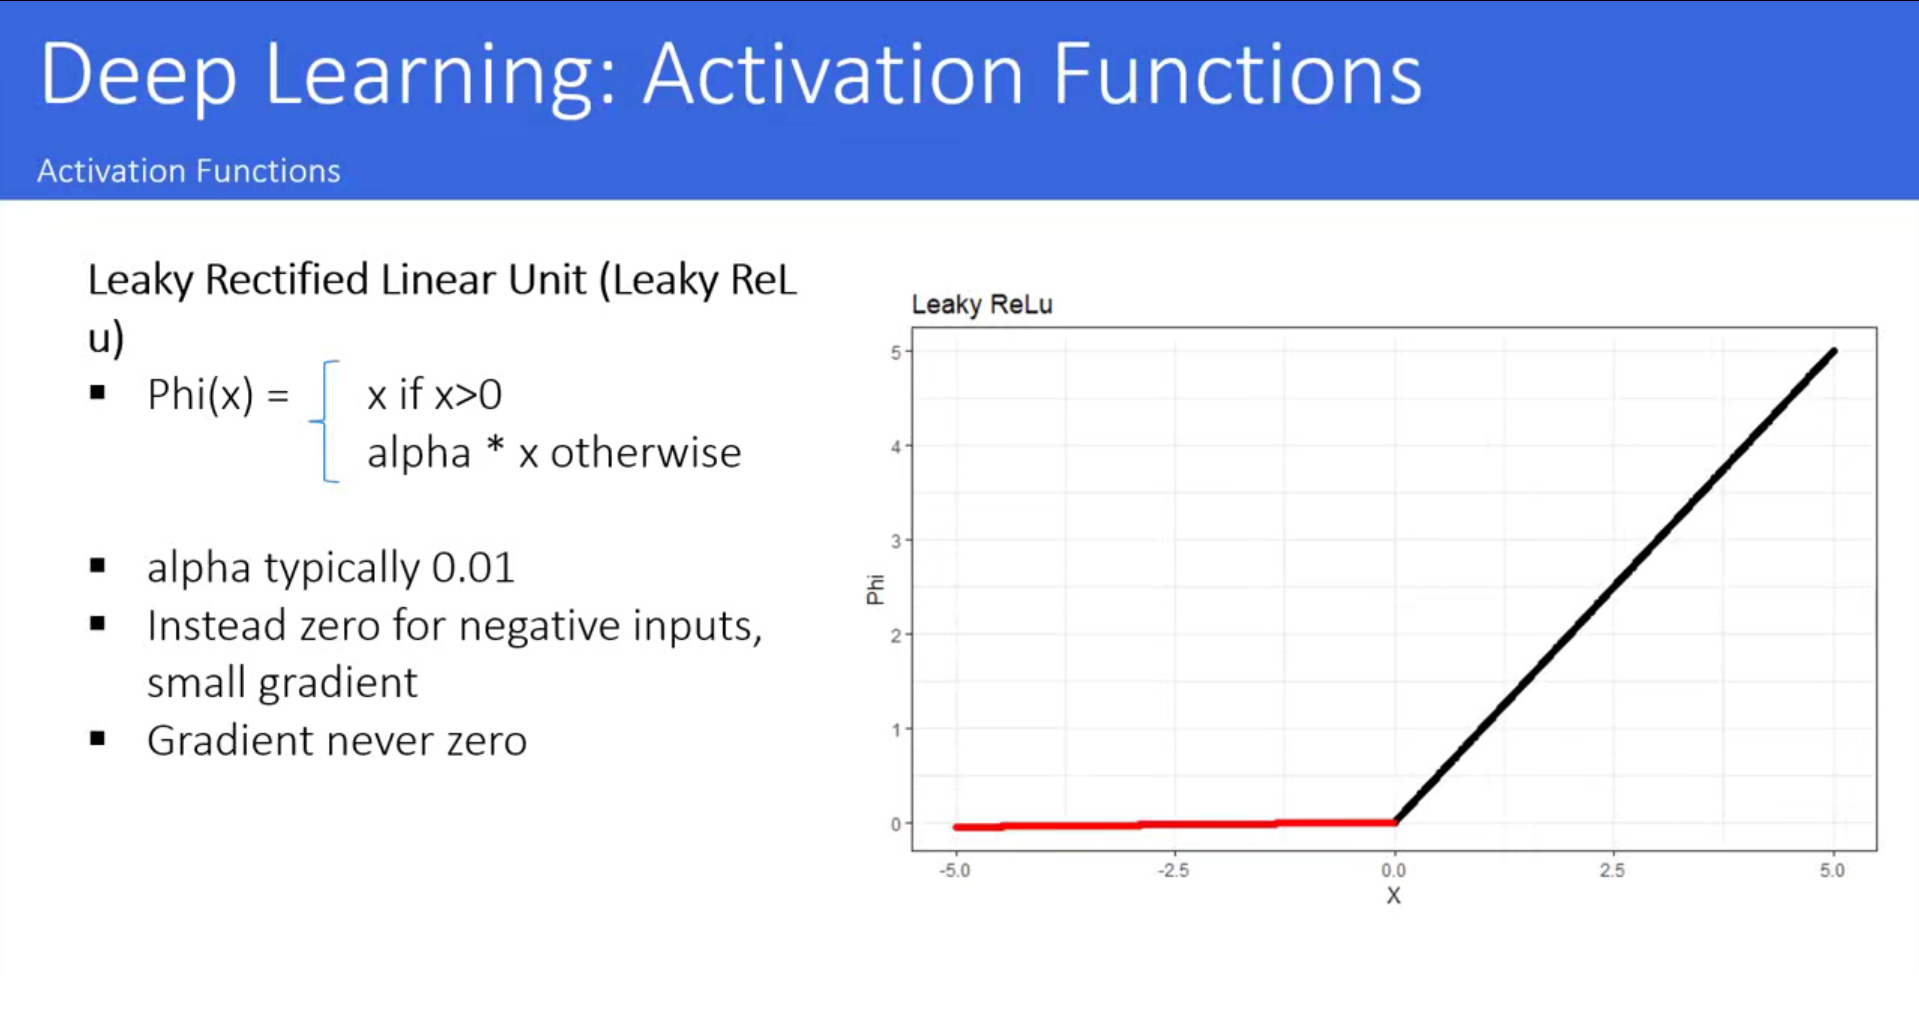 Deep Learning: Activation Functions
Activation Functions
Leaky Rectified Linear Unit (Leaky ReL
u)
▪ Phi(x) = x if x>0
alpha * x otherwise
▪ alpha typically 0.01
▪ Instead zero for negative inputs,
small gradient
▪ Gradient never zero
Leaky ReLu
5
4
3
2
1
0
Phi
-5.0 -2.5 0.0 2.5 5.0
X